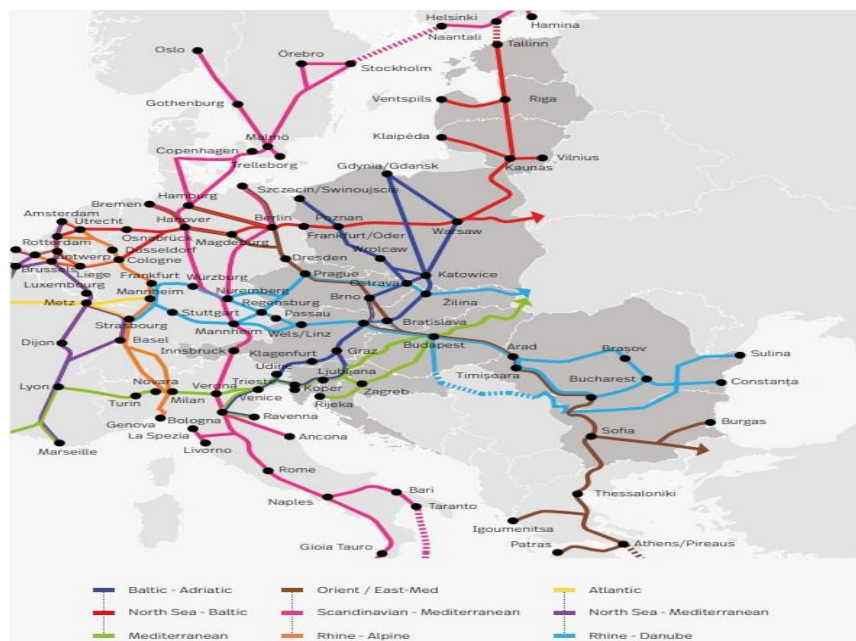 Helsinki
Hamina
Naantali
Tallinn
Oslo
Örebro
Stockholm
Ventspils
Riga
Gothenburg
Klaipėda
Malmö
Copenhagen
Trelleborg
Vilnius
Kaunas
Gdynia/Gdansk
Szczecin/Swinoujscie
Hamburg
Bremen
Amsterdam
Utrecht
Hanover
Berlin
Poznan
Warsaw
Osnabrück
Magdeburg
Frankfurt/Oder
Rotterdam
Düsseldorf
Wrolcaw
Antwerp
Cologne
Dresden
Brussels
Liege
Frankfurt
Würzburg
Prague
Katowice
Ostrava
Luxembourg
Mannheim
Nuremberg
Brno
Žilina
Metz
Regensburg
Stuttgart
Passau
Strasbourg
Mannheim
Wels/Linz
Bratislava
Dijon
Basel
Innsbruck
Klagenfurt
Graz
Budapest
Arad
Brasov
Sulina
Udine
Ljubljana
Timişoara
Lyon
Novara
Verona
Trieste
Koper
Zagreb
Bucharest
Constanţa
Turin
Milan
Venice
Rijeka
Genova
Bologna
Ravenna
Burgas
La Spezia
Ancona
Sofia
Marseille
Livorno
Rome
Thessaloniki
Naples
Bari
Taranto
Igoumenitsa
Gioia Tauro
Patras
Athens/Piraeus
Baltic - Adriatic
Orient / East-Med
Atlantic
North Sea - Baltic
Scandinavian - Mediterranean
North Sea - Mediterranean
Mediterranean
Rhine - Alpine
Rhine - Danube